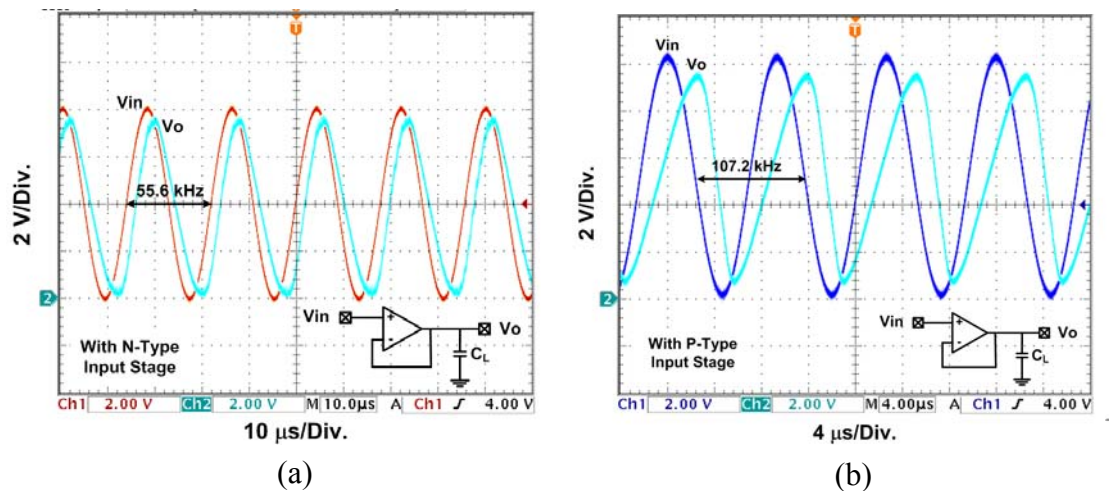 T
T
Vin
Vo
Vin
Vo
55.6 kHz
107.2 kHz
2 V/Div.
2 V/Div.
2
2
Vin
+
-
Vo
CL
Vin
+
-
Vo
CL
With N-Type
Input Stage
With P-Type
Input Stage
Ch1 2.00 V Ch2 2.00 V M 10.0µs A Ch1 4.00 V
Ch1 2.00 V Ch2 2.00 V M 4.00µs A Ch1 4.00 V
10 µs/Div.
4 µs/Div.
(a)
(b)